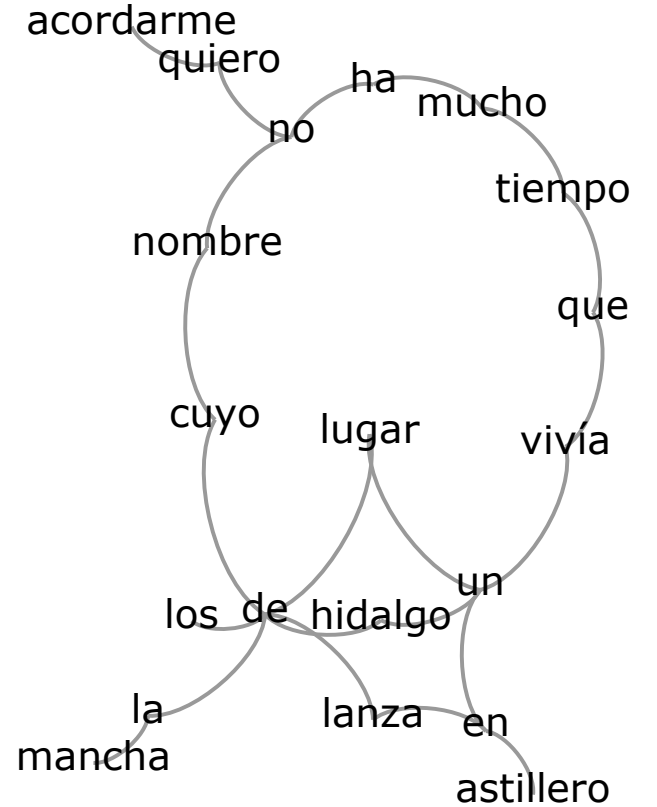 acordarme
quiero
ha
mucho
no
tiempo
nombre
que
cuyo
lugar
vivía
un
los de hidalgo
la
lanza
en
mancha
astillero